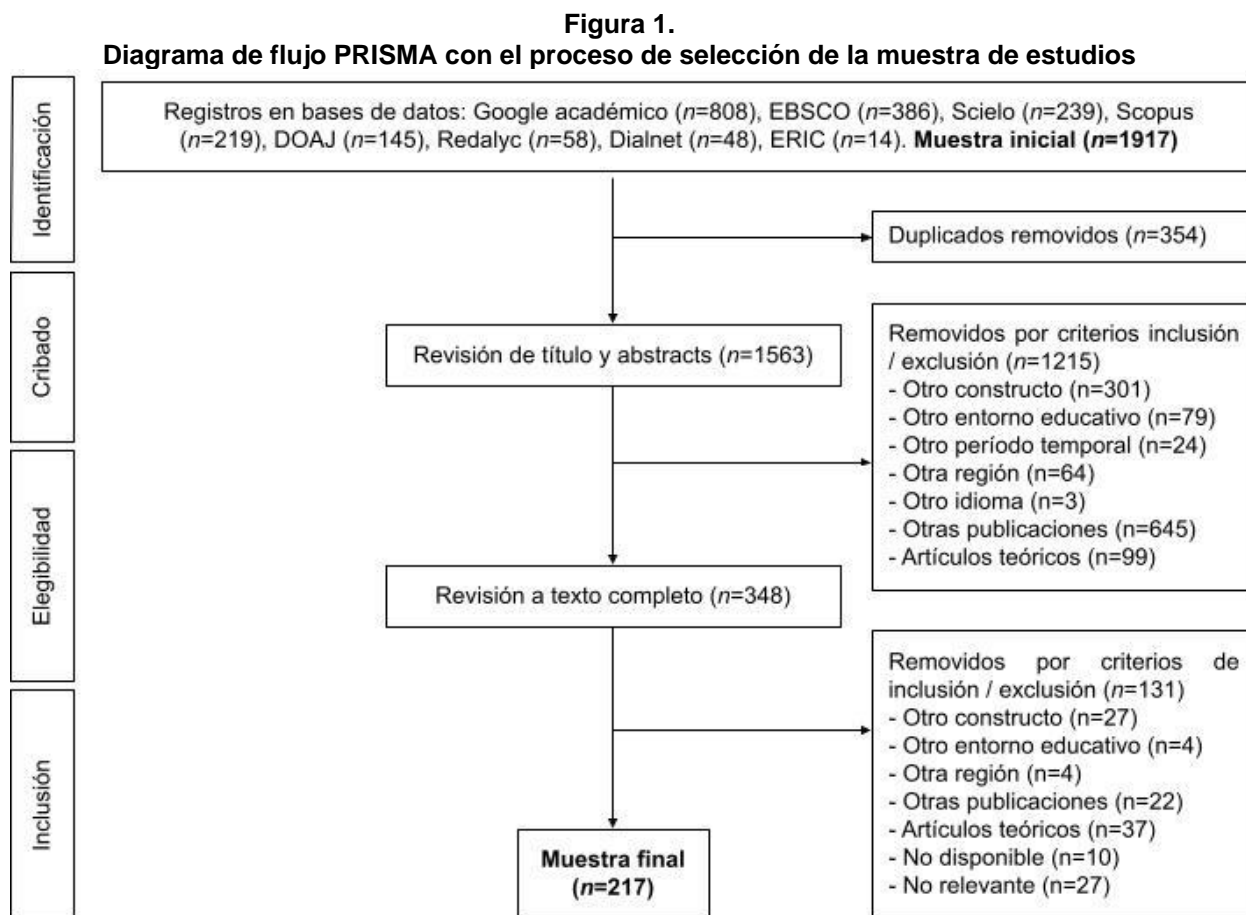 Figura 1.
Diagrama de flujo PRISMA con el proceso de selección de la muestra de estudios
Identificación
Registros en bases de datos: Google académico (n=808), EBSCO (n=386), Scielo (n=239), Scopus
(n=219), DOAJ (n=145), Redalyc (n=58), Dialnet (n=48), ERIC (n=14). Muestra inicial (n=1917)
Duplicados removidos (n=354)
Cribado
Revisión de título y abstracts (n=1563)
Removidos por criterios inclusión
/ exclusión (n=1215)
- Otro constructo (n=301)
- Otro entorno educativo (n=79)
- Otro período temporal (n=24)
- Otra región (n=64)
- Otro idioma (n=3)
- Otras publicaciones (n=645)
- Artículos teóricos (n=99)
Elegibilidad
Revisión a texto completo (n=348)
Removidos por criterios de
inclusión / exclusión (n=131)
- Otro constructo (n=27)
- Otro entorno educativo (n=4)
- Otra región (n=4)
- Otras publicaciones (n=22)
- Artículos teóricos (n=37)
- No disponible (n=10)
- No relevante (n=27)
Inclusión
Muestra final
(n=217)